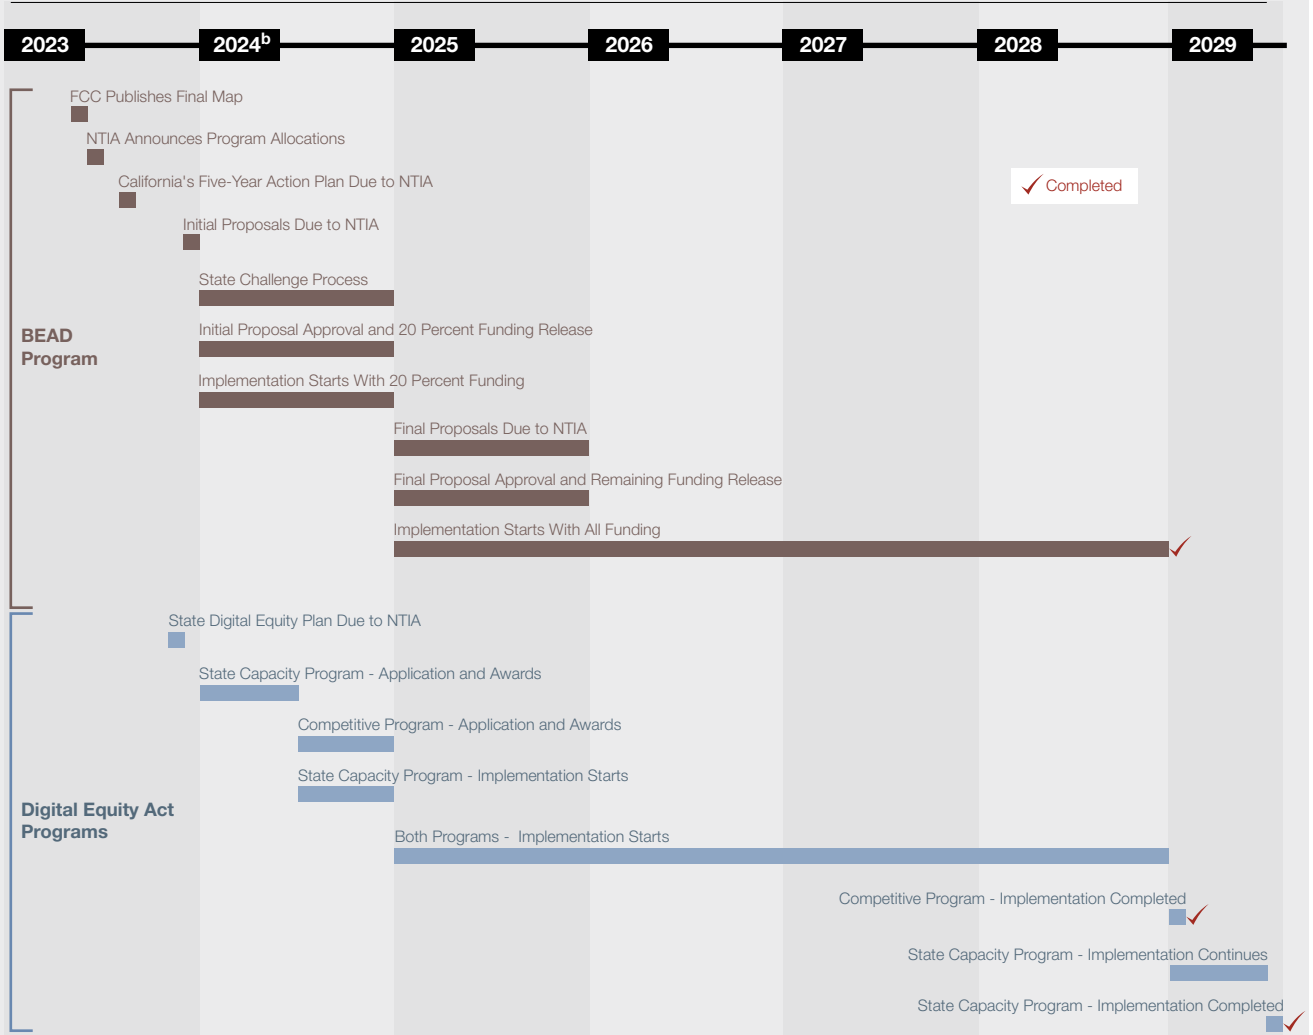 2023 2024b 2025 2026 2027 2028 2029
FCC Publishes Final Map
NTIA Announces Program Allocations
California's Five-Year Action Plan Due to NTIA
Completed
Initial Proposals Due to NTIA
State Challenge Process
BEAD
Program
Initial Proposal Approval and 20 Percent Funding Release
Implementation Starts With 20 Percent Funding
Final Proposals Due to NTIA
Final Proposal Approval and Remaining Funding Release
Implementation Starts With All Funding
State Digital Equity Plan Due to NTIA
State Capacity Program - Application and Awards
Competitive Program - Application and Awards
State Capacity Program - Implementation Starts
Digital Equity Act
Programs
Both Programs -  Implementation Starts
Competitive Program - Implementation Completed
State Capacity Program - Implementation Continues
State Capacity Program - Implementation Completed